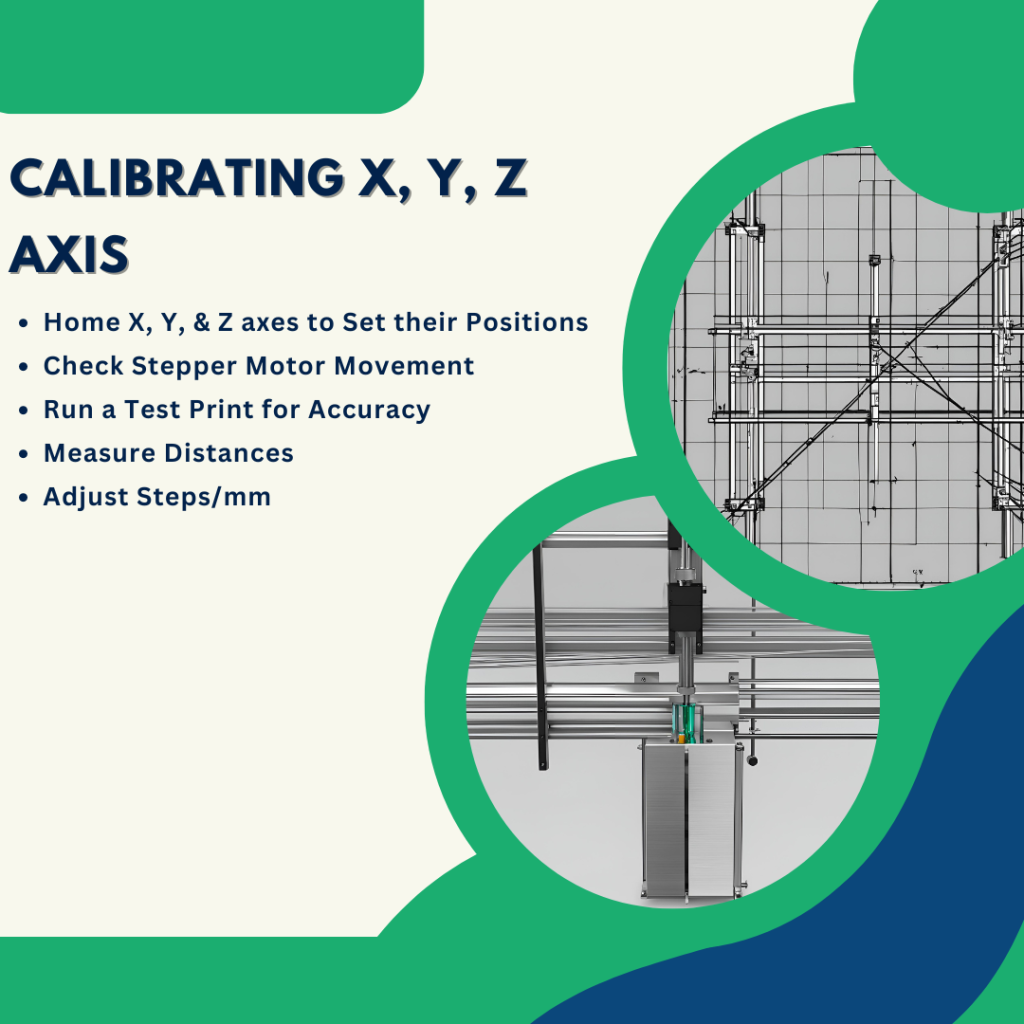 CALIBRATING X, Y, Z
AXIS
• Home X, Y, & Z axes to Set their Positions
• Check Stepper Motor Movement
• Run a Test Print for Accuracy
• Measure Distances
• Adjust Steps/mm